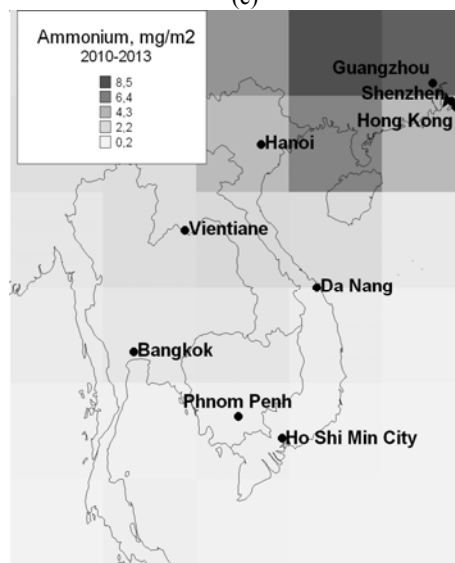 (c)
Ammonium, mg/m2
2010-2013
8,5
6,4
4,3
2,2
0,2
Guangzhou
Shenzhen
Hong Kong
Hanoi
Vientiane
Da Nang
Bangkok
Phnom Penh
Ho Shi Min City